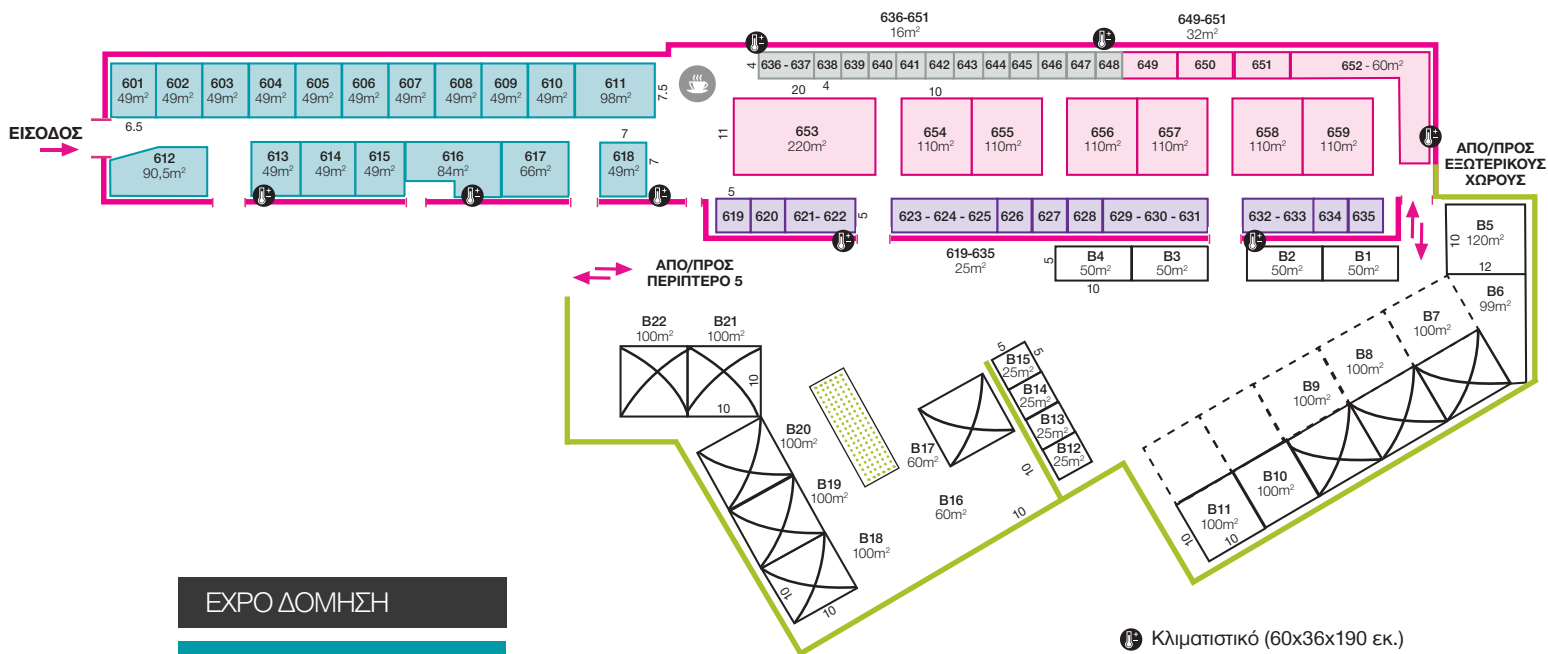 636-651
16m²
649-651
32m²
601
49m²
602
49m²
603
49m²
604
49m²
605
49m²
606
49m²
607
49m²
608
49m²
609
49m²
610
49m²
611
98m²
7.5
4
636 - 637
638
639
640
641
642
643
644
645
646
647
648
649
650
651
652 - 60m²
20
4
10
6.5
ΕΙΣΟΔΟΣ
612
90,5m²
613
49m²
614
49m²
615
49m²
616
84m²
617
66m²
7
618
49m²
7
11
653
220m²
654
110m²
655
110m²
656
110m²
657
110m²
658
110m²
659
110m²
ΑΠΟ/ΠΡΟΣ
ΕΞΩΤΕΡΙΚΟΥΣ
ΧΩΡΟΥΣ
5
619
620
621- 622
5
623 - 624 - 625
626
627
628
629 - 630 - 631
632 - 633
634
635
619-635
25m²
ΑΠΟ/ΠΡΟΣ
ΠΕΡΙΠΤΕΡΟ 5
5
B4
50m²
B3
50m²
10
B2
50m²
B1
50m²
B5
120m²
10
12
B6
99m²
B7
100m²
B8
100m²
B9
100m²
B10
100m²
B11
100m²
10
10
B22
100m²
B21
100m²
10
10
B20
100m²
B19
100m²
B18
100m²
10
10
B17
60m²
B16
60m²
10
10
5
5
B15
25m²
B14
25m²
B13
25m²
B12
25m²
EXPO ΔΟΜΗΣΗ
Κλιματιστικό (60x36x190 εκ.)